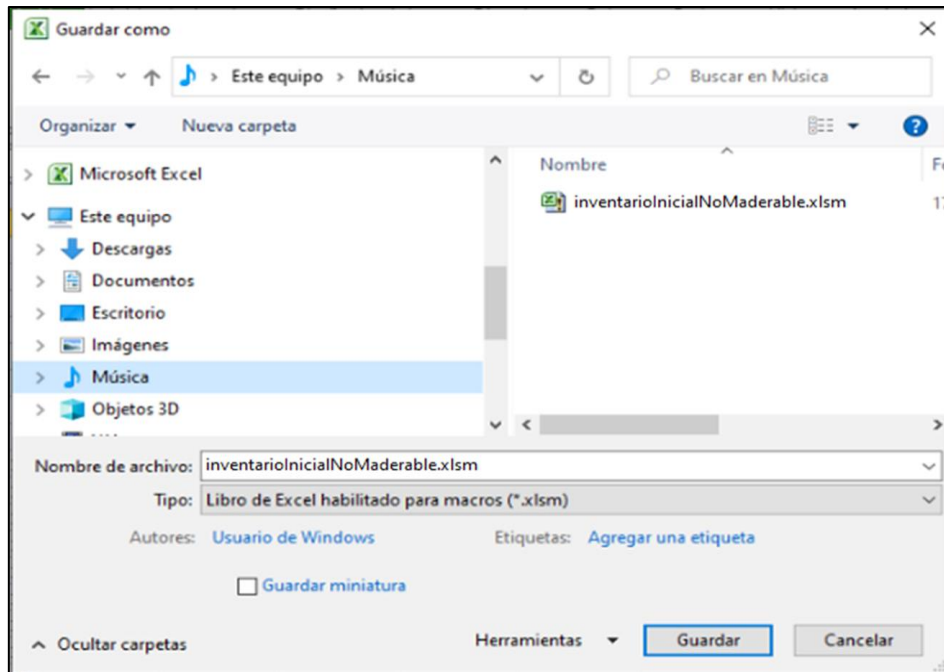 Guardar como
Este equipo > Música
Buscar en Música
Organizar
Nueva carpeta
Nombre
Microsoft Excel
inventarioInicialNoMaderable.xlsm
Este equipo
Descargas
Documentos
Escritorio
Imágenes
Música
Objetos 3D
Nombre de archivo: inventarioInicialNoMaderable.xlsm
Tipo: Libro de Excel habilitado para macros (*.xlsm)
Autores: Usuario de Windows Etiquetas: Agregar una etiqueta
Guardar miniatura
Ocultar carpetas
Herramientas
Guardar
Cancelar